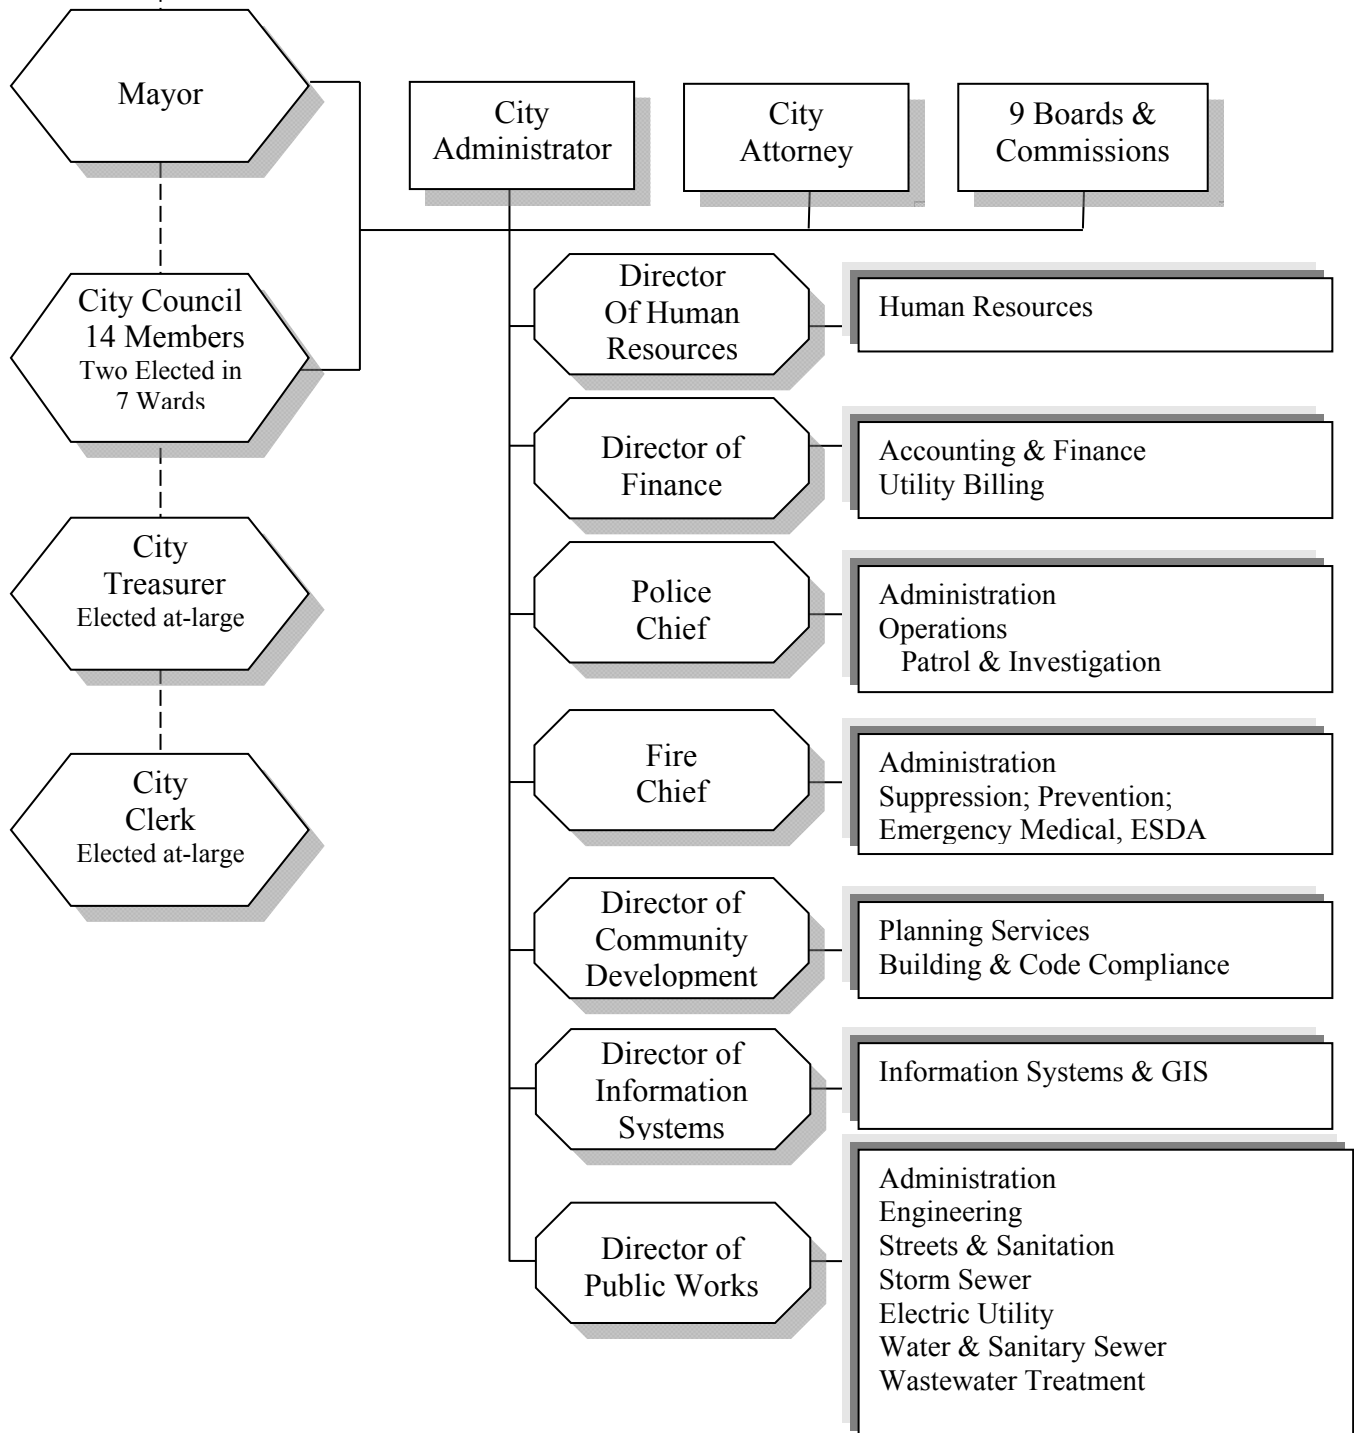 Mayor
City
Administrator
City
Attorney
9 Boards &
Commissions
City Council
14 Members
Two Elected in
7 Wards
City
Treasurer
Elected at-large
City
Clerk
Elected at-large
Director
Of Human
Resources
Human Resources
Director of
Finance
Accounting & Finance
Utility Billing
Police
Chief
Administration
Operations
Patrol & Investigation
Fire
Chief
Administration
Suppression; Prevention;
Emergency Medical, ESDA
Director of
Community
Development
Planning Services
Building & Code Compliance
Director of
Information
Systems
Information Systems & GIS
Director of
Public Works
Administration
Engineering
Streets & Sanitation
Storm Sewer
Electric Utility
Water & Sanitary Sewer
Wastewater Treatment